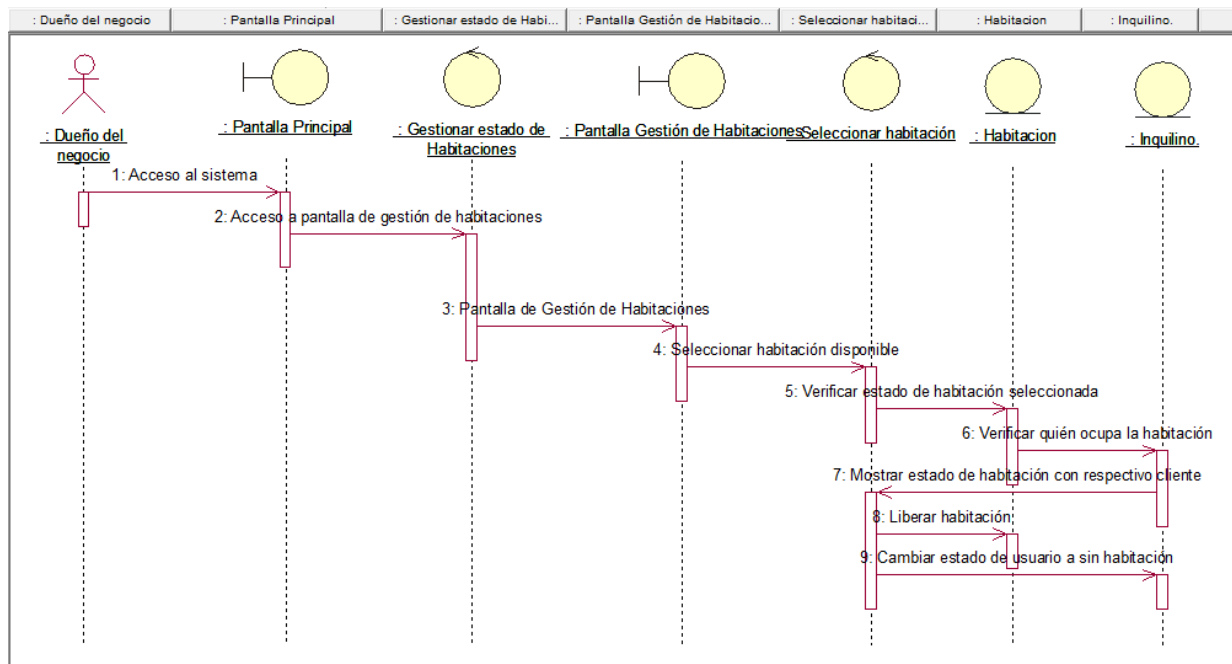 : Dueño del negocio
: Pantalla Principal
: Gestionar estado de Habi...
: Pantalla Gestión de Habitacio...
: Seleccionar habitaci...
: Habitacion
: Inquilino.
: Dueño del
negocio
: Pantalla Principal
: Gestionar estado de
Habitaciones
: Pantalla Gestión de Habitaciones
Seleccionar habitación
: Habitacion
: Inquilino.
1: Acceso al sistema
2: Acceso a pantalla de gestión de habitaciones
3: Pantalla de Gestión de Habitaciones
4: Seleccionar habitación disponible
5: Verificar estado de habitación seleccionada
6: Verificar quién ocupa la habitación
7: Mostrar estado de habitación con respectivo cliente
8: Liberar habitación
9: Cambiar estado de usuario a sin habitación